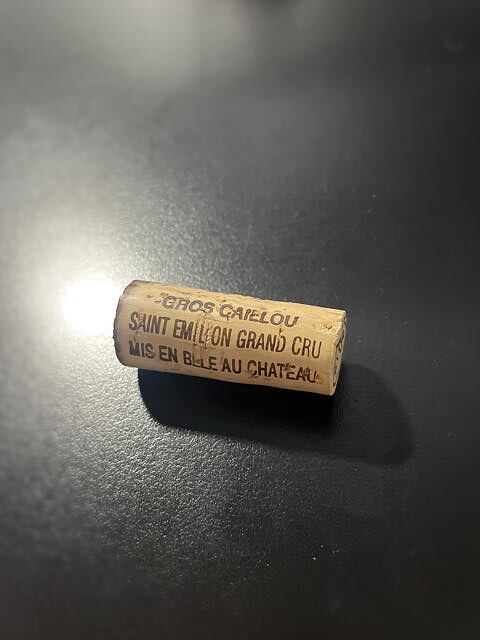 GROS CAILLOU
SAINT EMILION GRAND CRU
MIS EN BLLE AU CHATEAU